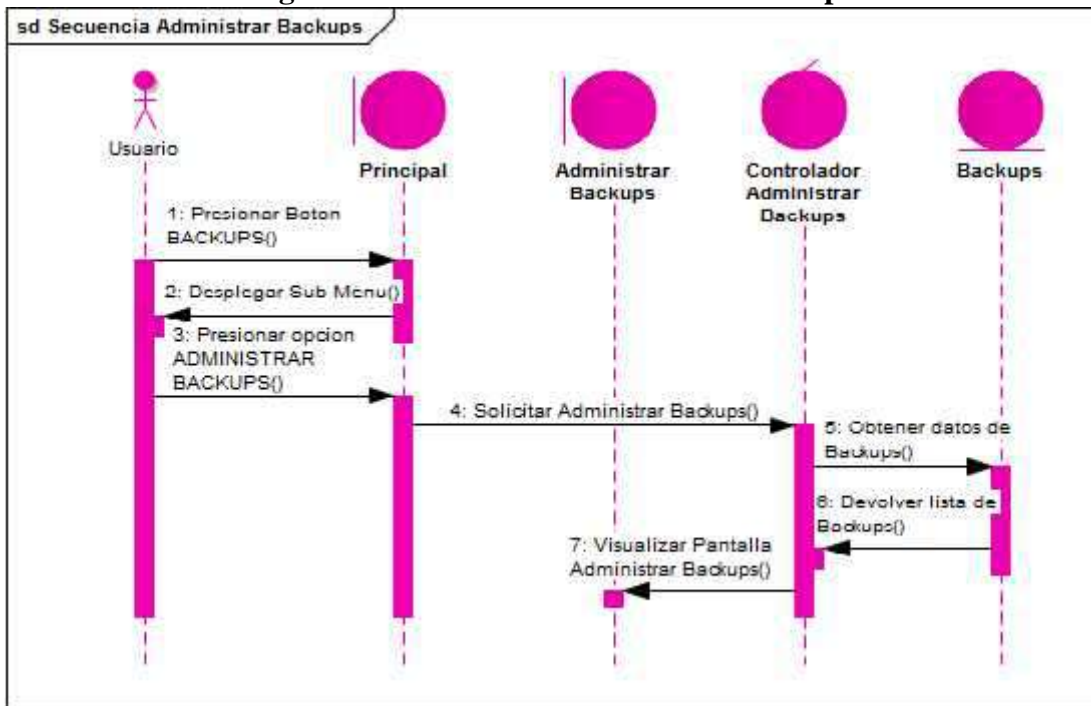 sd Secuencia Administrar Backups
Usuario
Principal
Administrar
Backups
Controlador
Administrar
Backups
Backups
1: Presionar Boton
BACKUPS()
2: Desplegar Sub Menu()
3: Presionar opcion
ADMINISTRAR
BACKUPS()
4: Solicitar Administrar Backups()
5: Obtener datos de
Backups()
6: Devolver lista de
Backups()
7: Visualizar Pantalla
Administrar Backups()